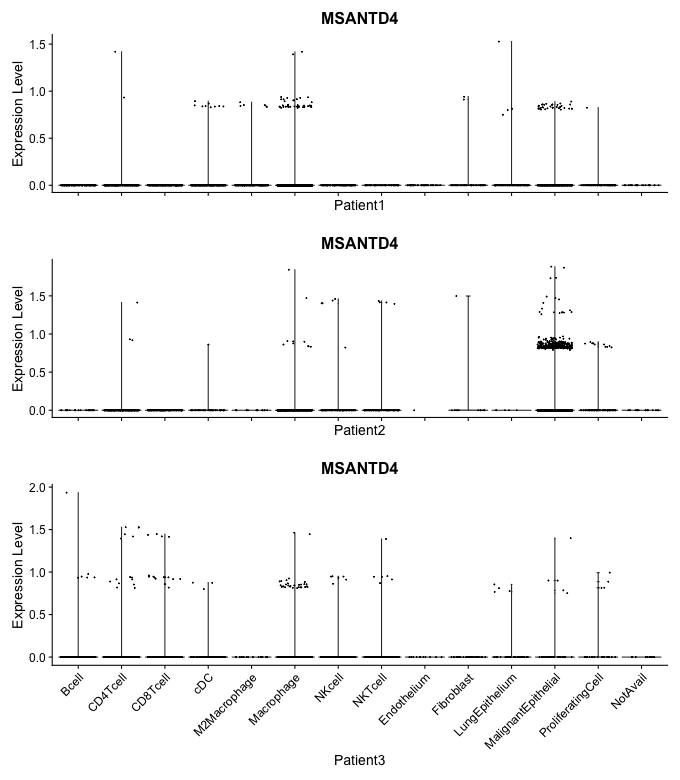 MSANTD4
Expression Level
1.5
1.0
0.5
0.0
Patient1
MSANTD4
Expression Level
1.5
1.0
0.5
0.0
Patient2
MSANTD4
Expression Level
2.0
1.5
1.0
0.5
0.0
Bcell
CD4Tcell
CD8Tcell
cDC
M2Macrophage
Macrophage
NKcell
NKTcell
Endothelium
Fibroblast
LungEpithelium
MalignantEpithelial
ProliferatingCell
NotAvail
Patient3